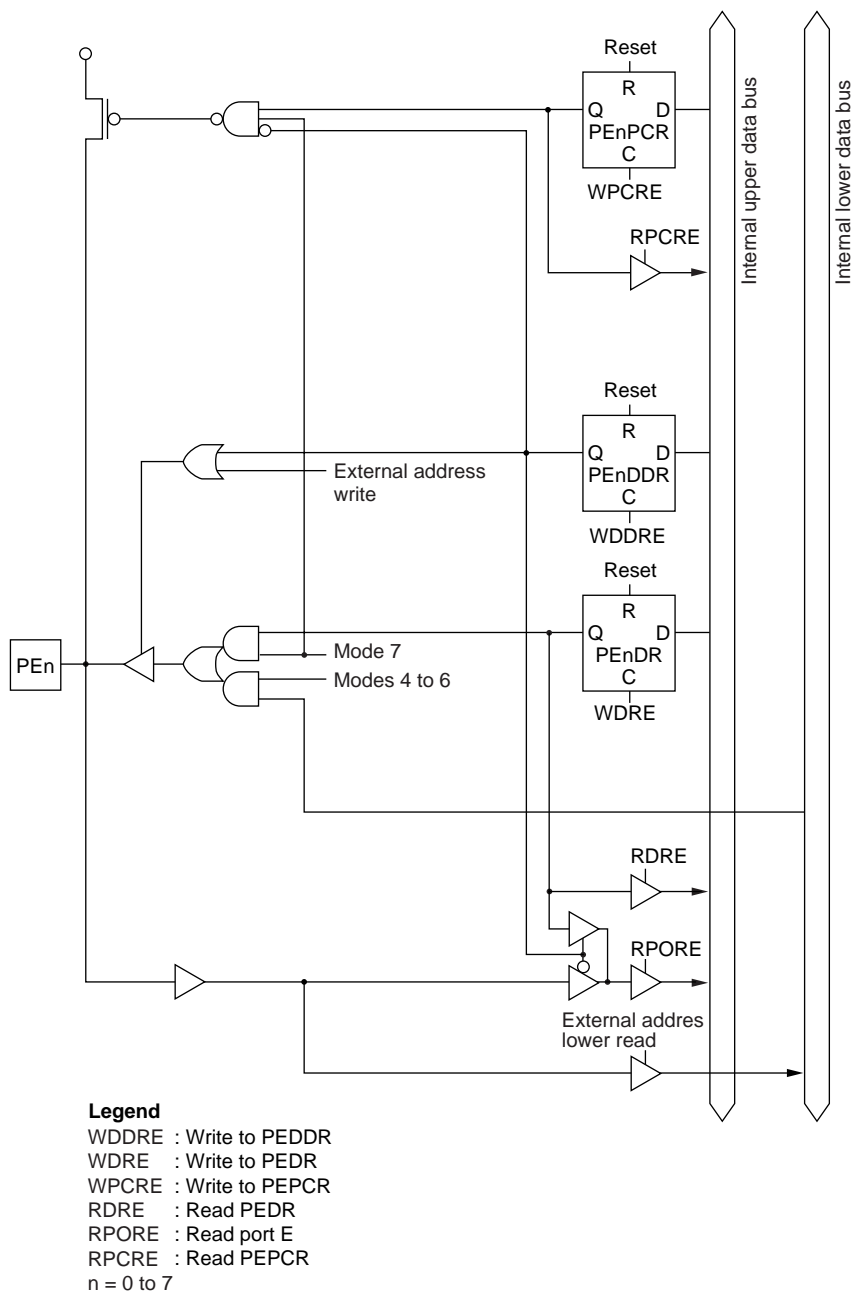 Reset
R
Q D
PEnPCR
C
WPCRE
RPCRE
Internal upper data bus
Internal lower data bus
Reset
R
Q D
PEnDDR
C
WDDRE
External address
write
Reset
R
Q D
PEnDR
C
WDRE
Mode 7
Modes 4 to 6
PEn
RDRE
RPORE
External addres
lower read
Legend
WDDRE : Write to PEDDR
WDRE : Write to PEDR
WPCRE : Write to PEPCR
RDRE : Read PEDR
RPORE : Read port E
RPCRE : Read PEPCR
n = 0 to 7